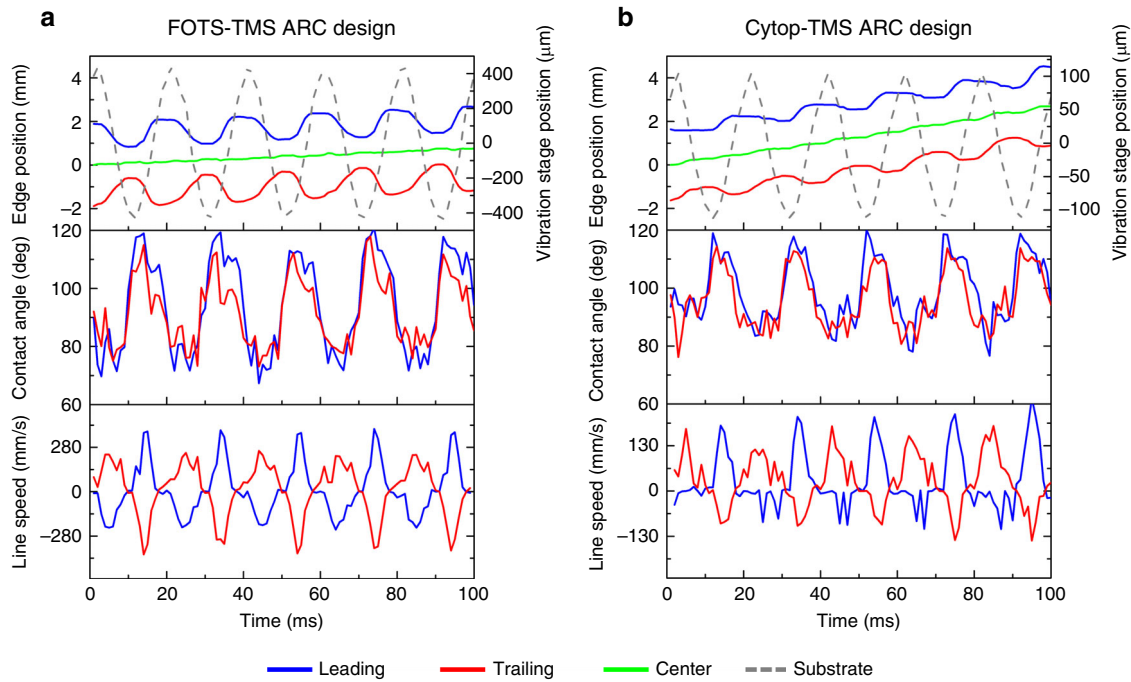 a FOTS-TMS ARC design
b Cytop-TMS ARC design
Edge position (mm)
4
2
0
−2
Vibration stage position (μm)
400
200
0
−200
−400
Contact angle (deg)
120
100
80
60
Line speed (mm/s)
280
0
−280
0 20 40 60 80 100
Time (ms)
Edge position (mm)
4
2
0
−2
Vibration stage position (μm)
100
50
0
−50
−100
Contact angle (deg)
120
100
80
60
Line speed (mm/s)
130
0
−130
0 20 40 60 80 100
Time (ms)
Leading Trailing Center Substrate